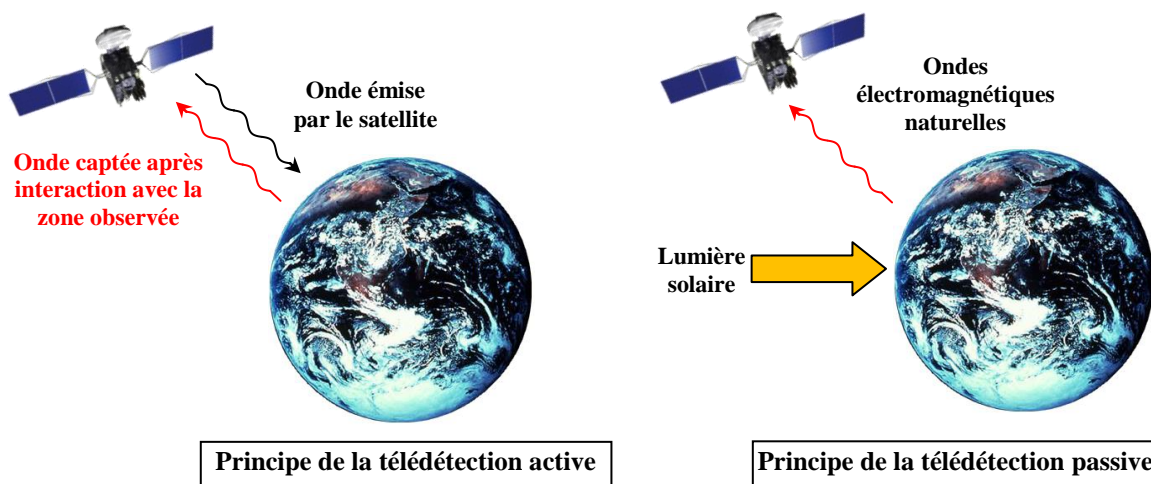 Onde émise
par le satellite
Onde captée après
interaction avec la
zone observée
Principe de la télédétection active
Ondes
électromagnétiques
naturelles
Lumière
solaire
Principe de la télédétection passive